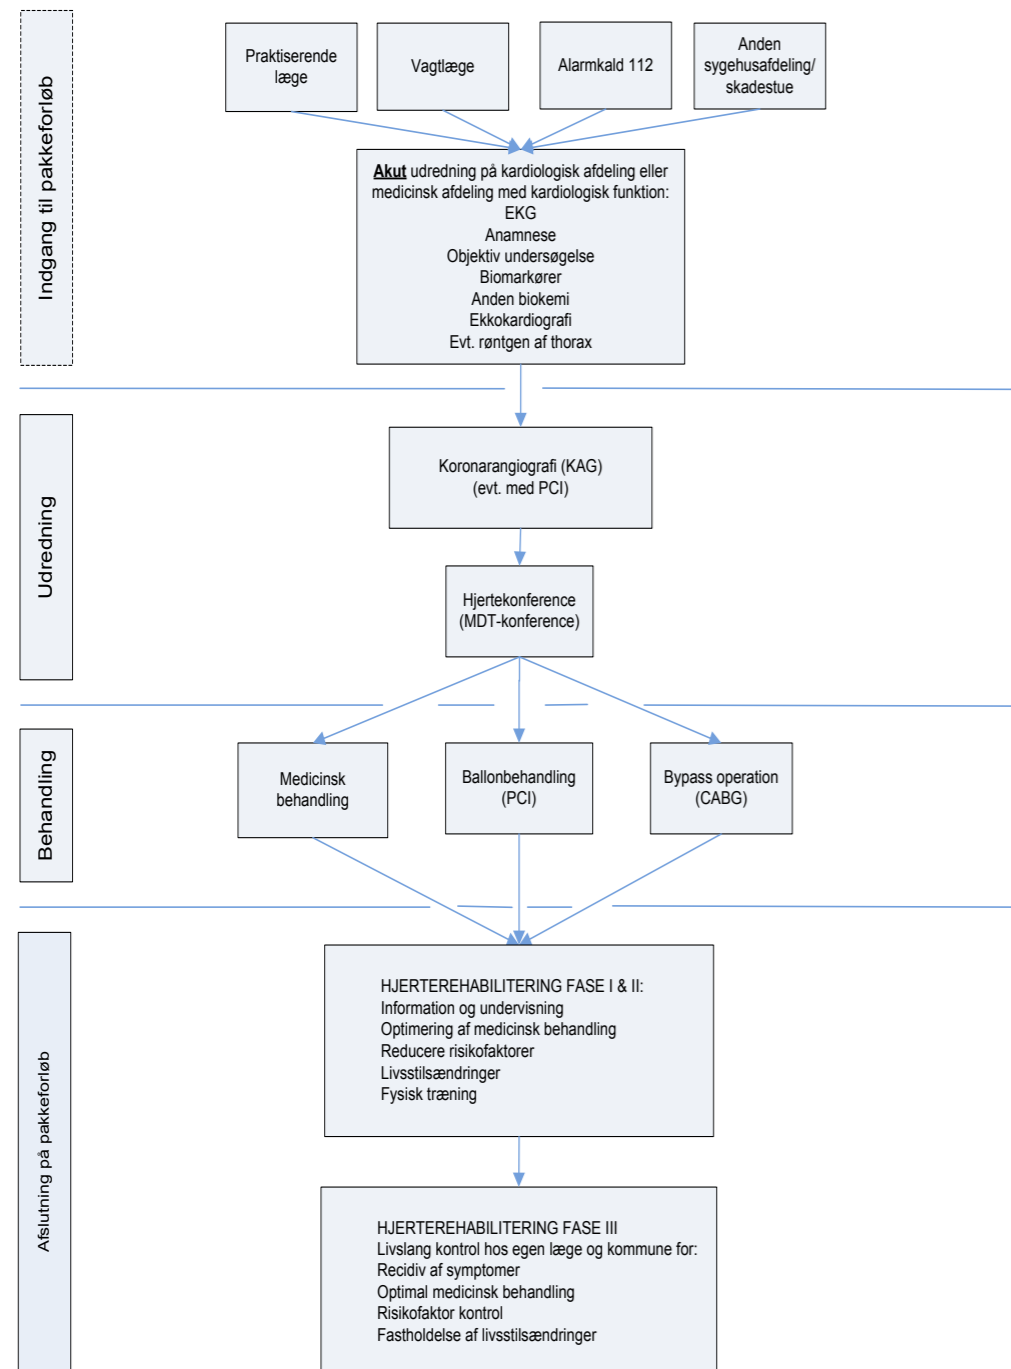 Indgang til pakkeforløb
Praktiserende
læge
Vagtlæge
Alarmkald 112
Anden
sygehusafdeling/
skadestue
Akut udredning på kardiologisk afdeling eller
medicinsk afdeling med kardiologisk funktion:
EKG
Anamnese
Objektiv undersøgelse
Biomarkører
Anden biokemi
Ekkokardiografi
Evt. røntgen af thorax
Udredning
Koronarangiografi (KAG)
(evt. med PCI)
Hjertekonference
(MDT-konference)
Behandling
Medicinsk
behandling
Ballonbehandling
(PCI)
Bypass operation
(CABG)
Afslutning på pakkeforløb
HJERTEREHABILITERING FASE I & II:
Information og undervisning
Optimering af medicinsk behandling
Reducere risikofaktorer
Livsstilsændringer
Fysisk træning
HJERTEREHABILITERING FASE III
Livslang kontrol hos egen læge og kommune for:
Recidiv af symptomer
Optimal medicinsk behandling
Risikofaktor kontrol
Fastholdelse af livsstilsændringer